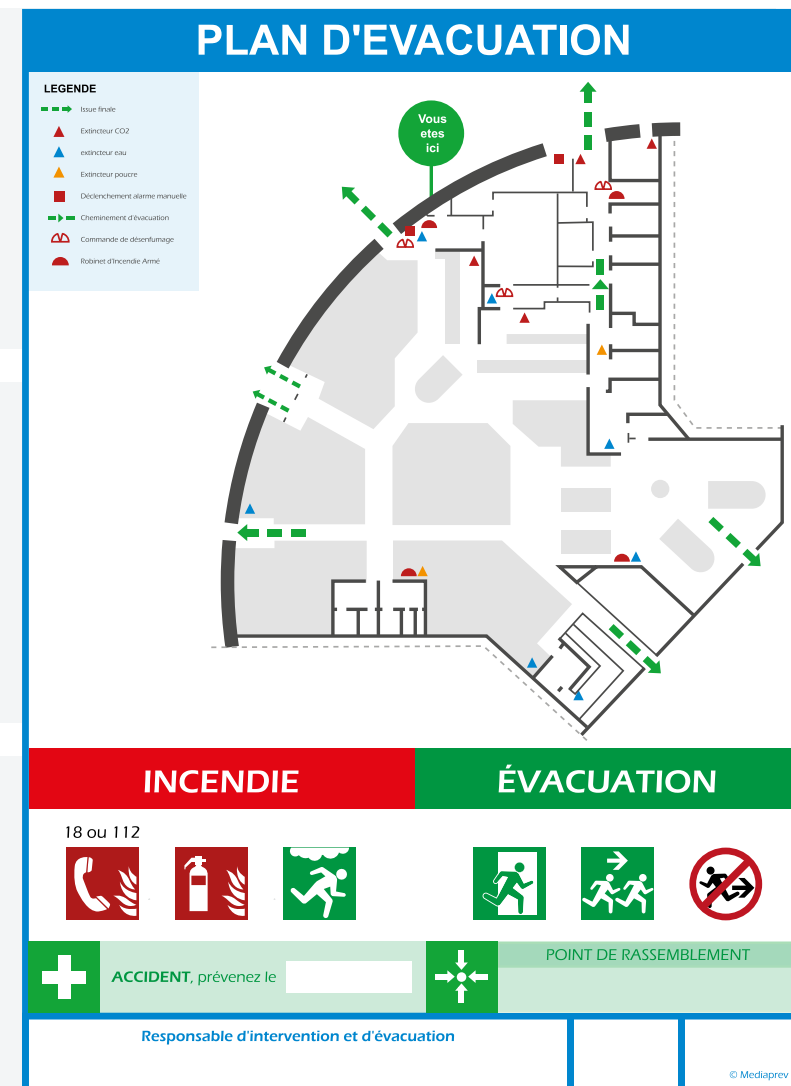 PLAN D'EVACUATION
LEGENDE
Issue finale
Extincteur CO2
extincteur eau
Extincteur poucre
Déclenchement alarme manuelle
Cheminement d'évacuation
Commande de désenfumage
Robinet d'Incendie Armé
Vous
etes
ici
INCENDIE
ÉVACUATION
18 ou 112
ACCIDENT, prévenez le
POINT DE RASSEMBLEMENT
Responsable d'intervention et d'évacuation
© Mediaprev